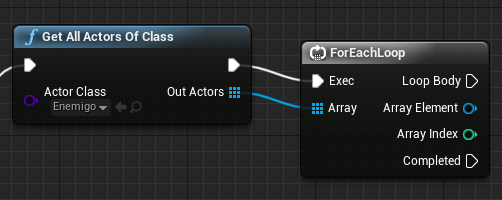 Get All Actors Of Class
Actor Class
Enemigo
Out Actors
ForEachLoop
Exec
Loop Body
Array
Array Element
Array Index
Completed